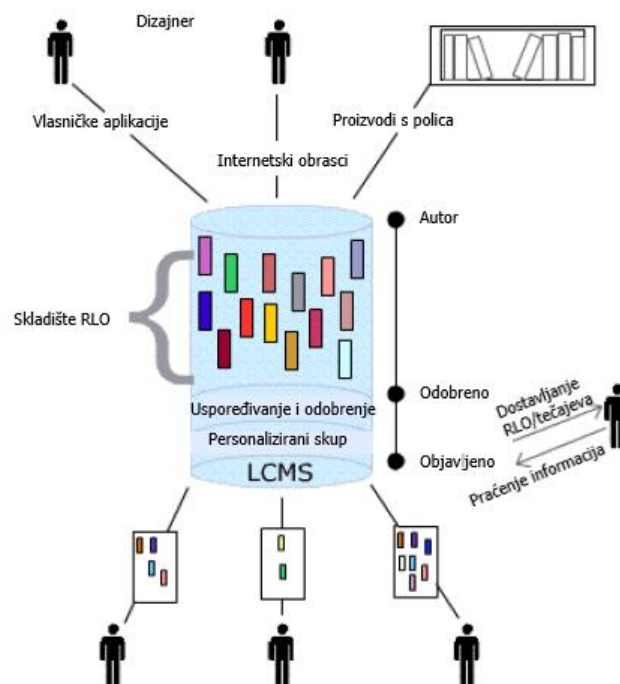 Dizajner
Vlasničke aplikacije
Internetski obrasci
Proizvodi s polica
Autor
Skladište RLO
Uspoređivanje i odobrenje
Odobreno
Personalizirani skup
LCMS
Objavljeno
Dostavljanje
RLO/tečajeva
Praćenje informacija